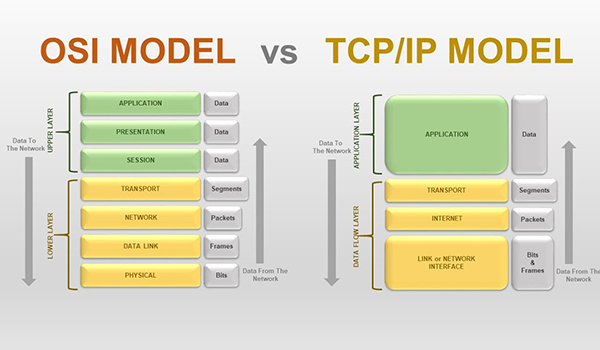 OSI MODEL vs TCP/IP MODEL
UPPER LAYER
APPLICATION Data
PRESENTATION Data
SESSION Data
LOWER LAYER
TRANSPORT Segments
NETWORK Packets
DATA LINK Frames
PHYSICAL Bits
Data To
The Network
Data From The
Network
APPLICATION LAYER
APPLICATION Data
DATA FLOW LAYER
TRANSPORT Segments
INTERNET Packets
LINK or NETWORK
INTERFACE
Bits
&
Frames
Data To
The Network
Data From The
Network